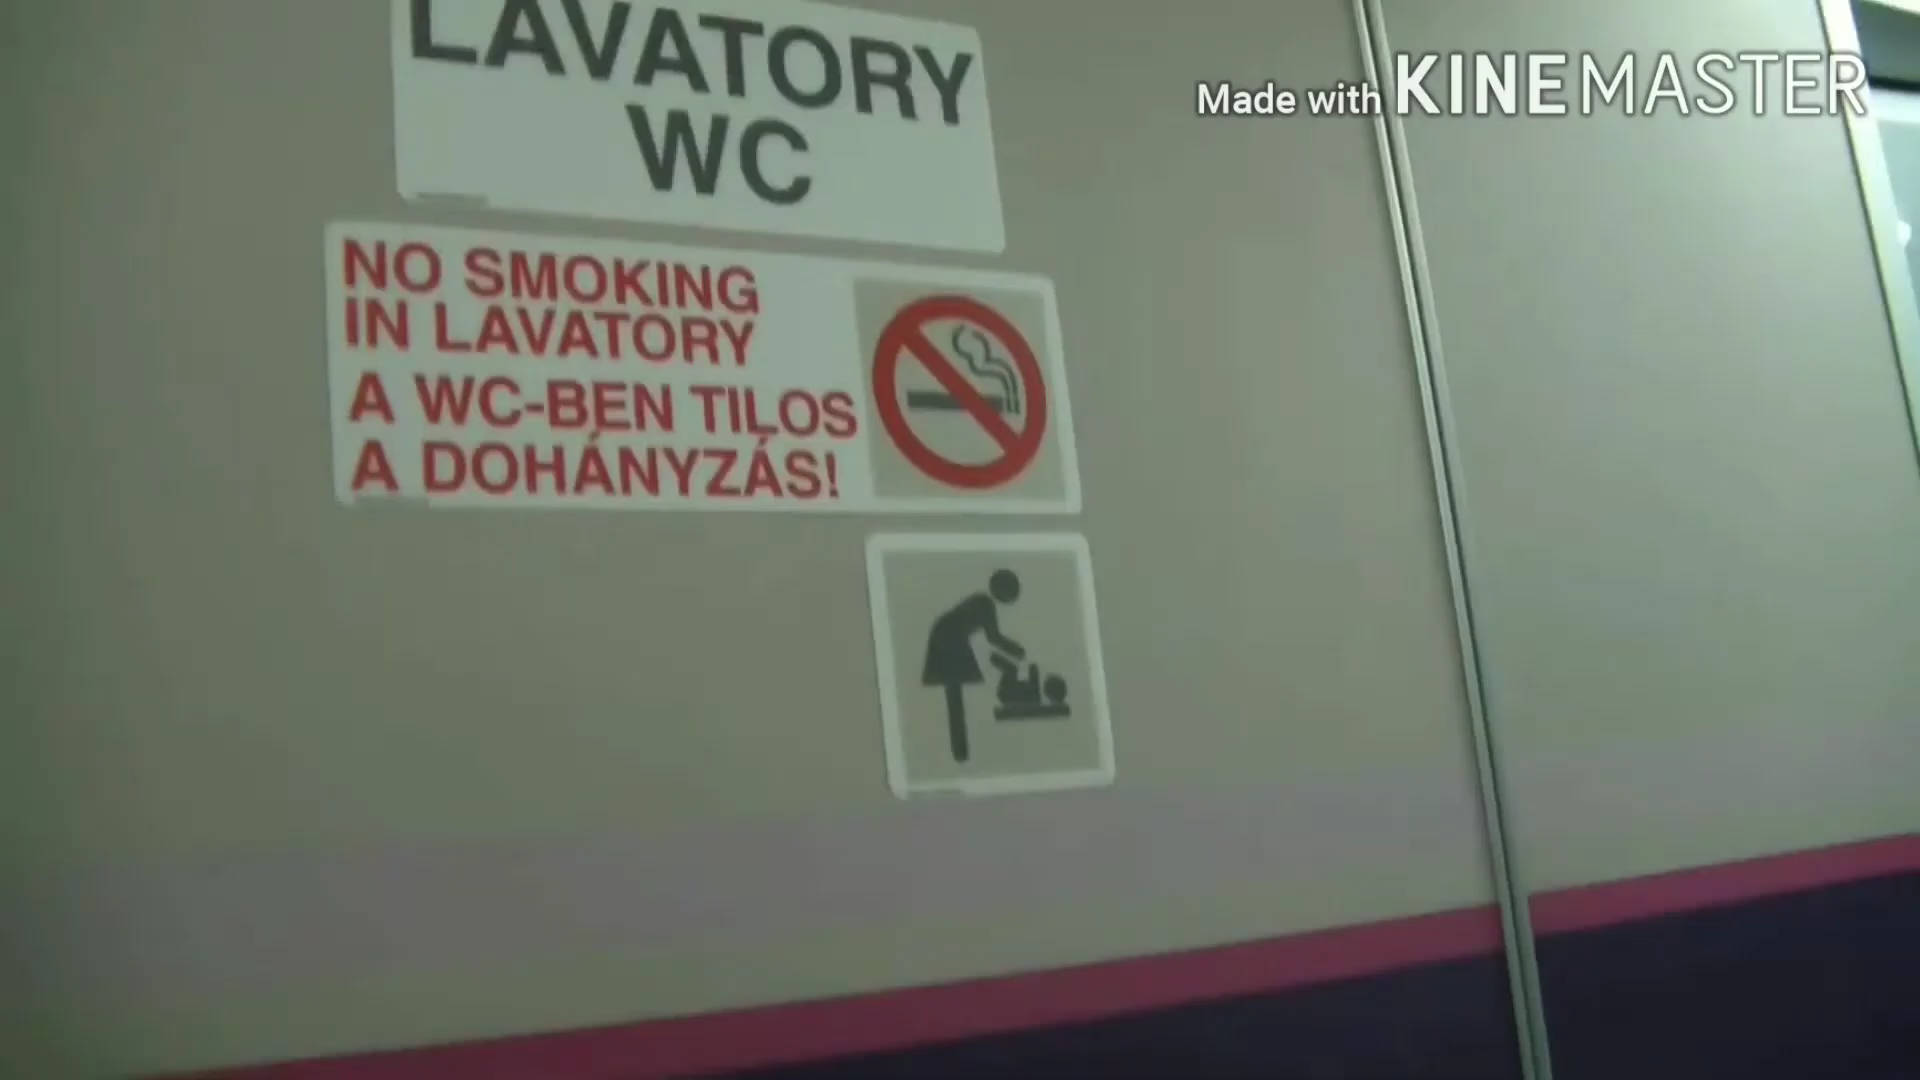 LAVATORY
WC
Made with KINEMASTER
NO SMOKING
IN LAVATORY
A WC-BEN TILOS
A DOHÁNYZÁS!